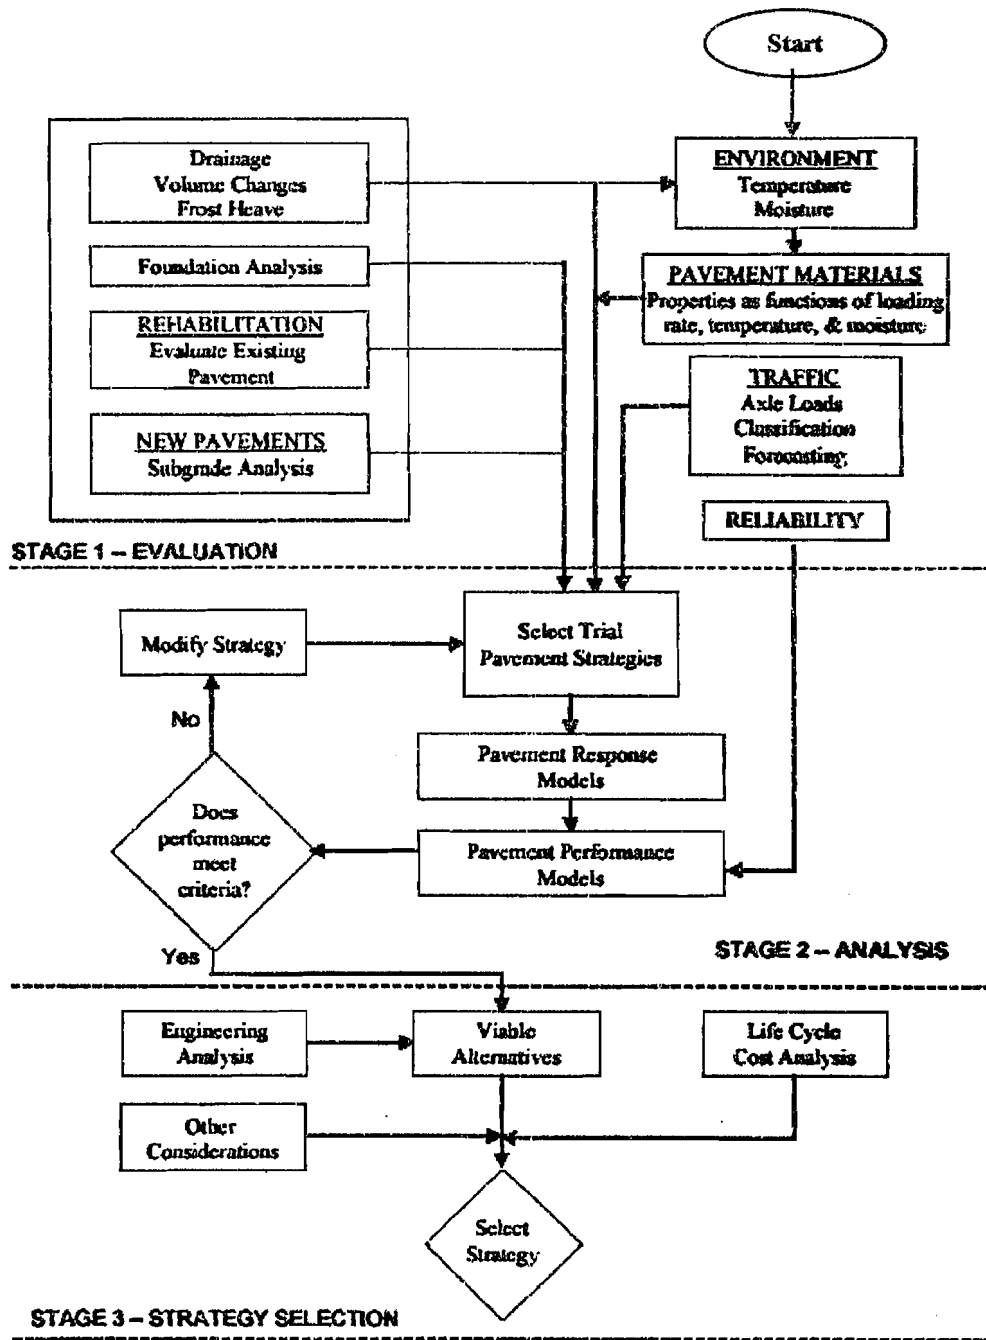 Start
ENVIRONMENT
Temperature
Moisture
Drainage
Volume Changes
Frost Heave
Foundation Analysis
REHABILITATION
Evaluate Existing
Pavement
NEW PAVEMENTS
Subgrade Analysis
PAVEMENT MATERIALS
Properties as functions of loading
rate, temperature, & moisture
TRAFFIC
Axle Loads
Classification
Forecasting
RELIABILITY
STAGE 1 – EVALUATION
Modify Strategy
Select Trial
Pavement Strategies
No
Pavement Response
Models
Does
performance
meet
criteria?
Pavement Performance
Models
Yes
STAGE 2 – ANALYSIS
Engineering
Analysis
Viable
Alternatives
Life Cycle
Cost Analysis
Other
Considerations
Select
Strategy
STAGE 3 – STRATEGY SELECTION